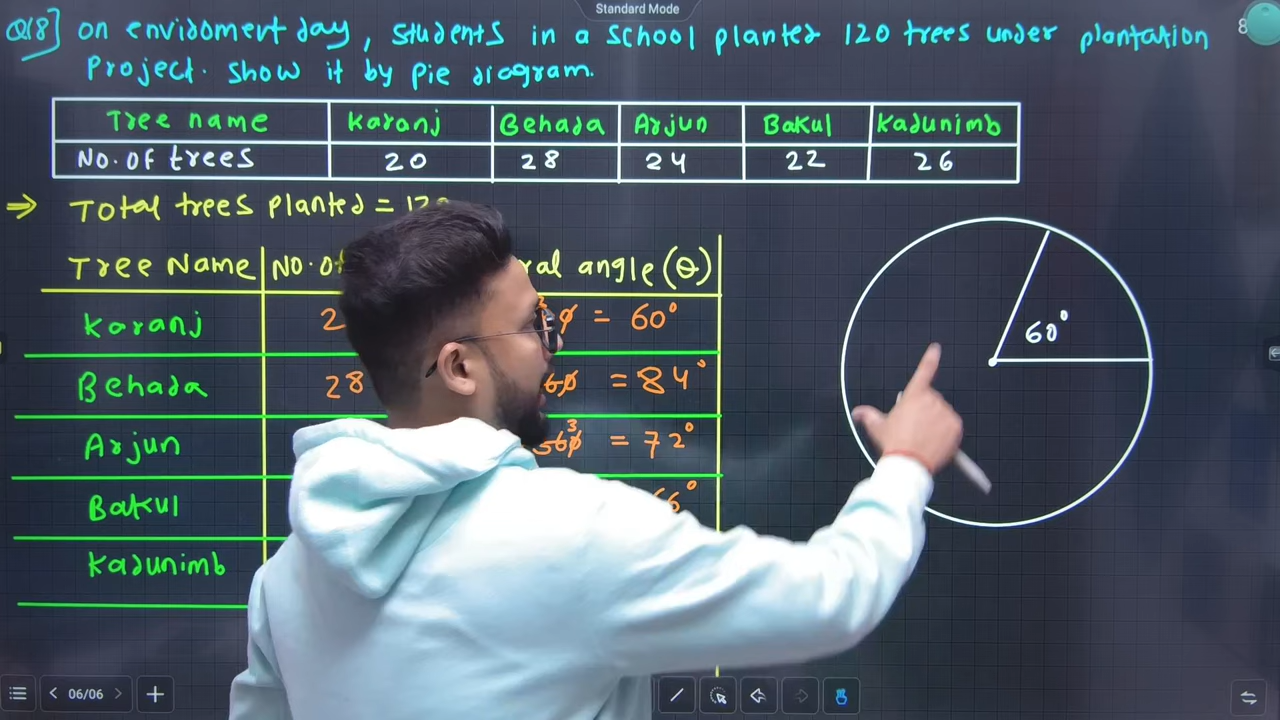 Standard Mode
Q18] on envidoment day, students in a school planted 120 trees under plantation 8
project. show it by pie diagram.
Tree name Karanj Behada Arjun Bakul Kadunimb
No. of trees 20 28 24 22 26
⇒ Total trees planted =
Tree Name No. of angle (θ)
Karanj = 60°
Behada 28 = 84°
Arjun = 72°
Bakul
Kadunimb
60°
06/06